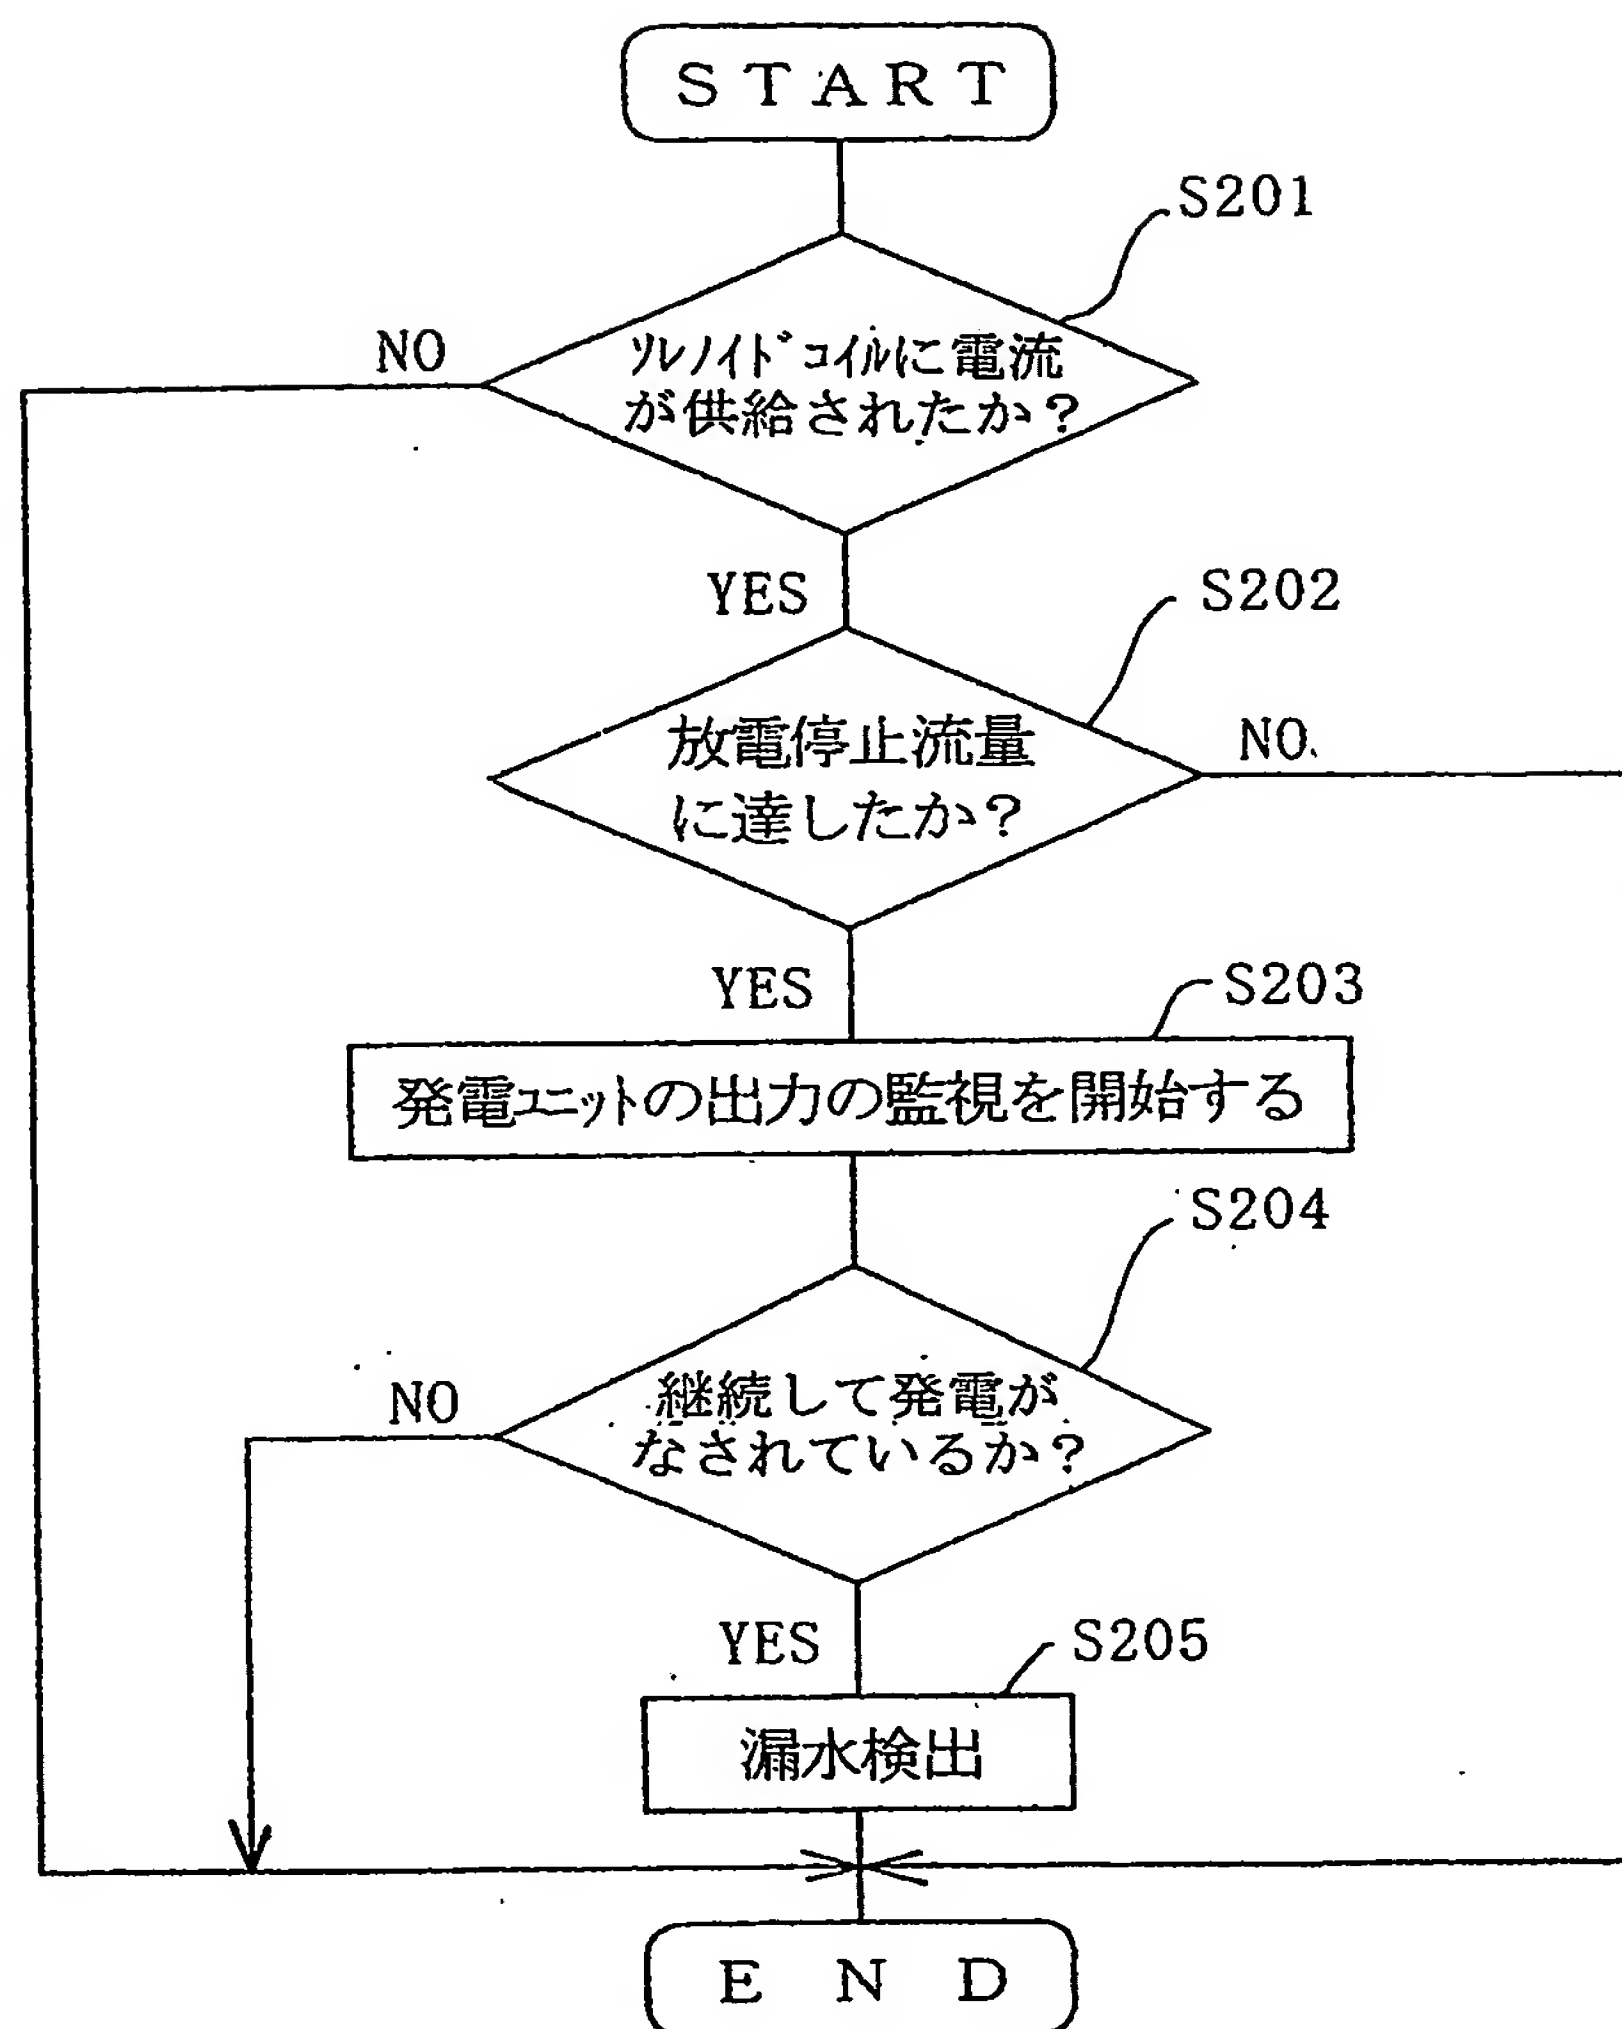 START
S201
NO
ｿﾚﾉｲﾄﾞｺｲﾙに電流
が供給されたか？
YES
S202
放電停止流量
に達したか？
NO
YES
S203
発電ﾕﾆｯﾄの出力の監視を開始する
S204
NO
継続して発電が
なされているか？
YES
S205
漏水検出
END